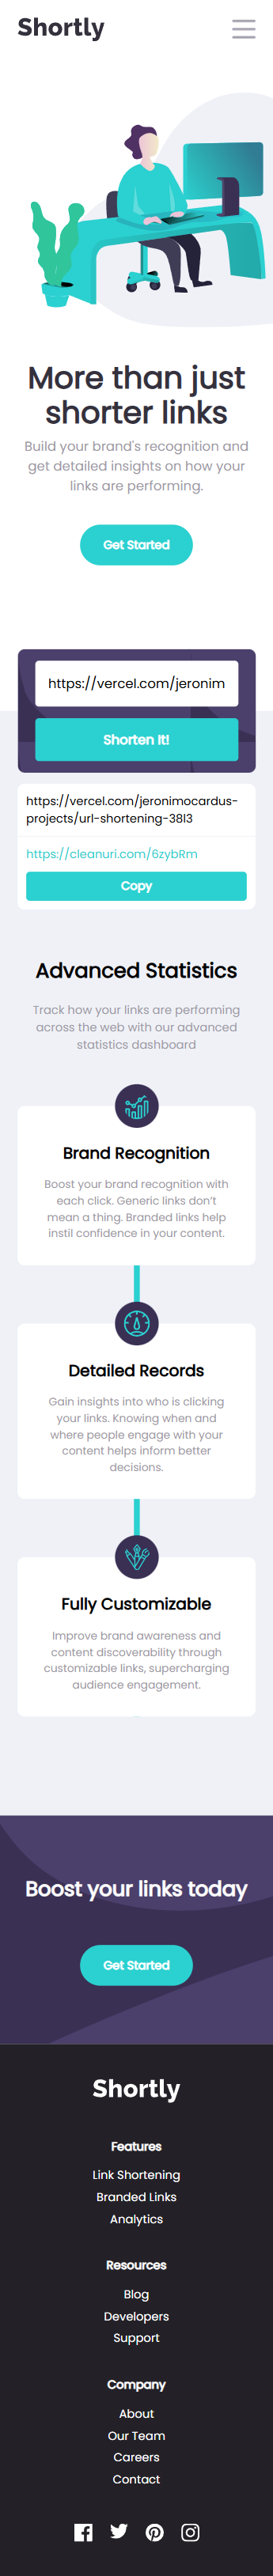 Shortly
More than just
shorter links
Build your brand's recognition and
get detailed insights on how your
links are performing.
Get Started
https://vercel.com/jeronim
Shorten It!
https://vercel.com/jeronimocardus-
projects/url-shortening-38l3
https://cleanuri.com/6zybRm
Copy
Advanced Statistics
Track how your links are performing
across the web with our advanced
statistics dashboard
Brand Recognition
Boost your brand recognition with
each click. Generic links don't
mean a thing. Branded links help
instil confidence in your content.
Detailed Records
Gain insights into who is clicking
your links. Knowing when and
where people engage with your
content helps inform better
decisions.
Fully Customizable
Improve brand awareness and
content discoverability through
customizable links, supercharging
audience engagement.
Boost your links today
Get Started
Shortly
Features
Link Shortening
Branded Links
Analytics
Resources
Blog
Developers
Support
Company
About
Our Team
Careers
Contact